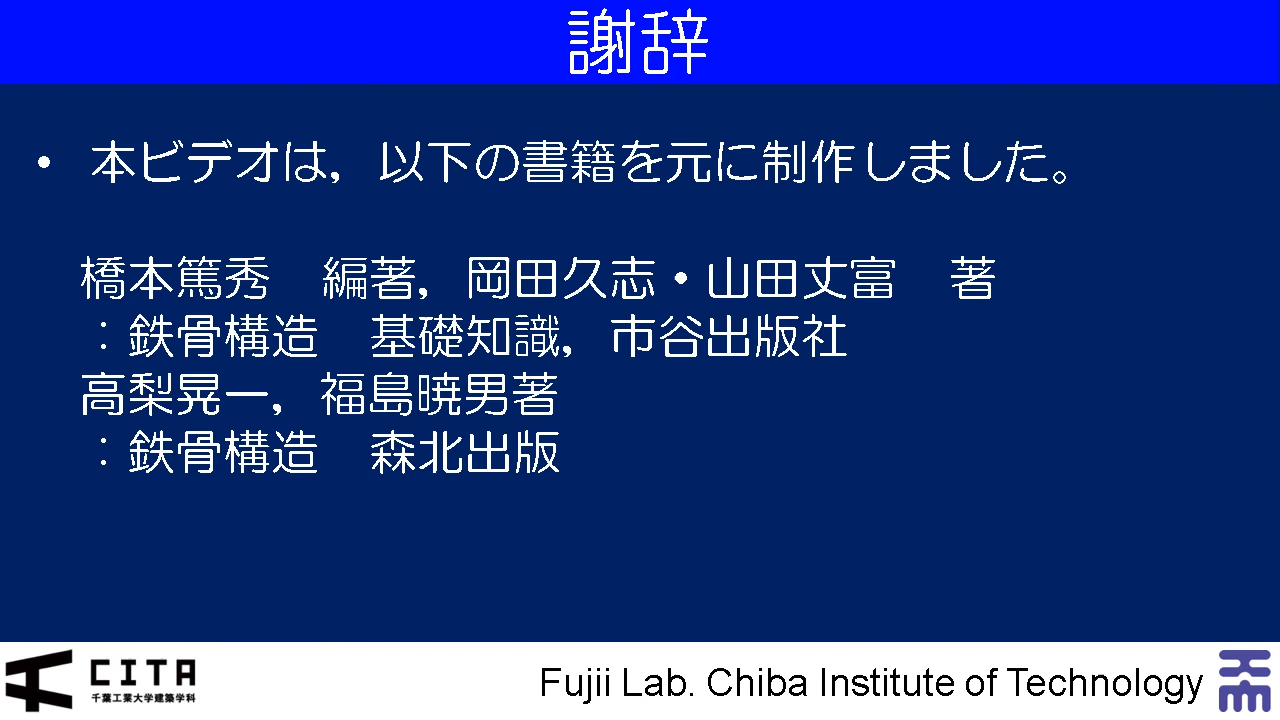 謝辞
• 本ビデオは，以下の書籍を元に制作しました。
橋本篤秀　編著，岡田久志・山田丈富　著
：鉄骨構造　基礎知識，市谷出版社
高梨晃一，福島暁男著
：鉄骨構造　森北出版
CITA
千葉工業大学建築学科
Fujii Lab. Chiba Institute of Technology